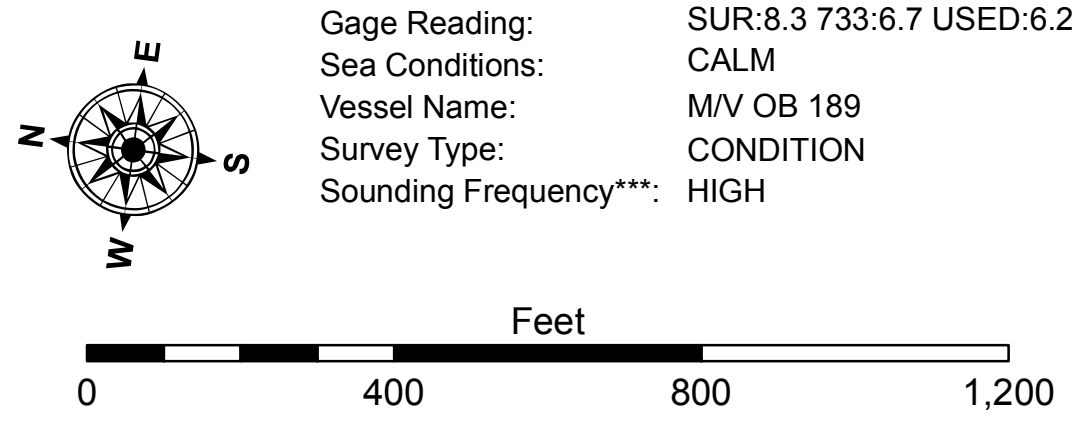 E
N
S
W
Gage Reading: SUR:8.3 733:6.7 USED:6.2
Sea Conditions: CALM
Vessel Name: M/V OB 189
Survey Type: CONDITION
Sounding Frequency***: HIGH
Feet
0 400 800 1,200